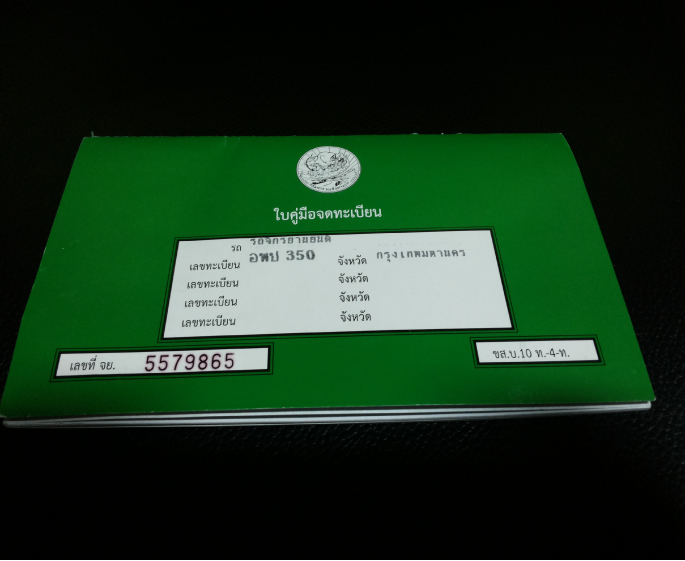 ใบคู่มือจดทะเบียน
รถ รถจักรยานยนต์
เลขทะเบียน อพป 350 จังหวัด กรุงเทพมหานคร
เลขทะเบียน จังหวัด
เลขทะเบียน จังหวัด
เลขทะเบียน จังหวัด
เลขที่ จย. 5579865
ขส.บ.10 ท.-4-ท.